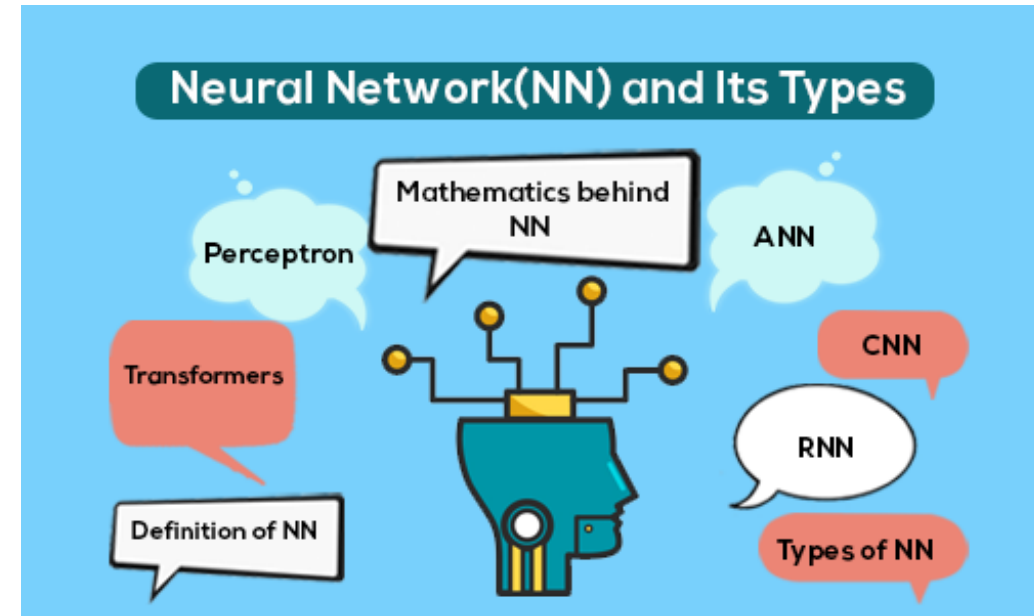 Neural Network(NN) and Its Types
Mathematics behind
NN
Perceptron
ANN
Transformers
CNN
RNN
Definition of NN
Types of NN